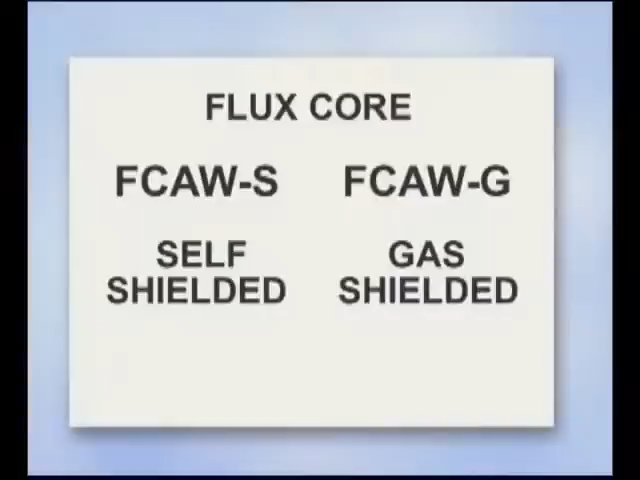 FLUX CORE
FCAW-S FCAW-G
SELF GAS
SHIELDED SHIELDED